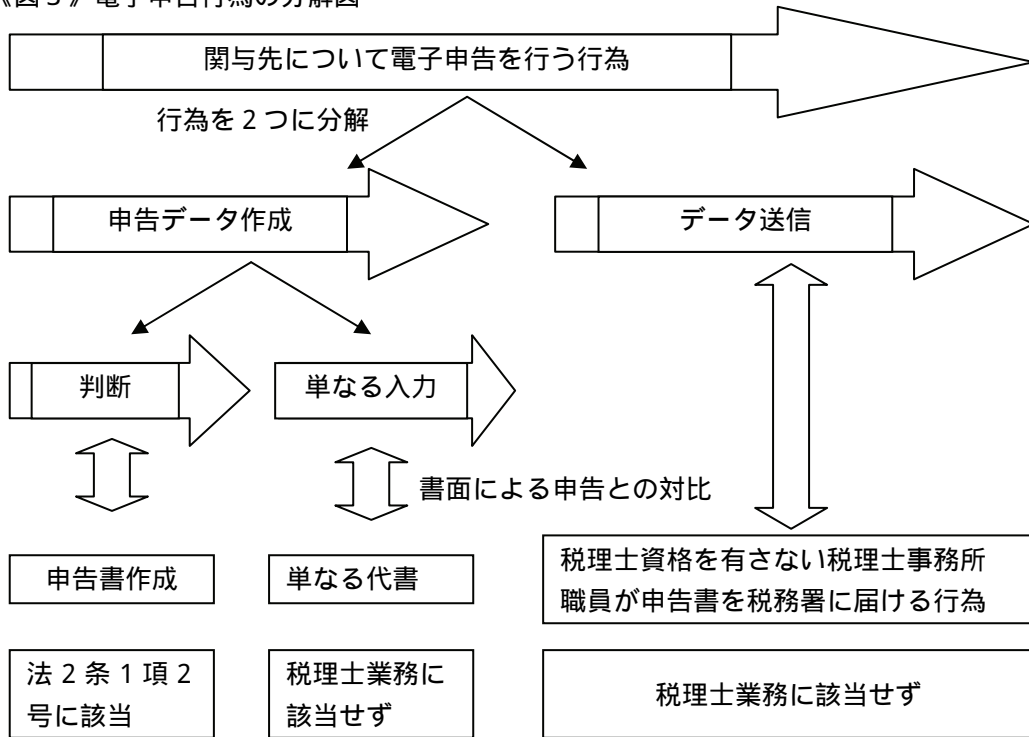 《図3》電子申告行為の分解図
関与先について電子申告を行う行為
行為を2つに分解
申告データ作成
データ送信
判断
単なる入力
書面による申告との対比
申告書作成
単なる代書
税理士資格を有さない税理士事務所
職員が申告書を税務署に届ける行為
法2条1項2
号に該当
税理士業務に
該当せず
税理士業務に該当せず